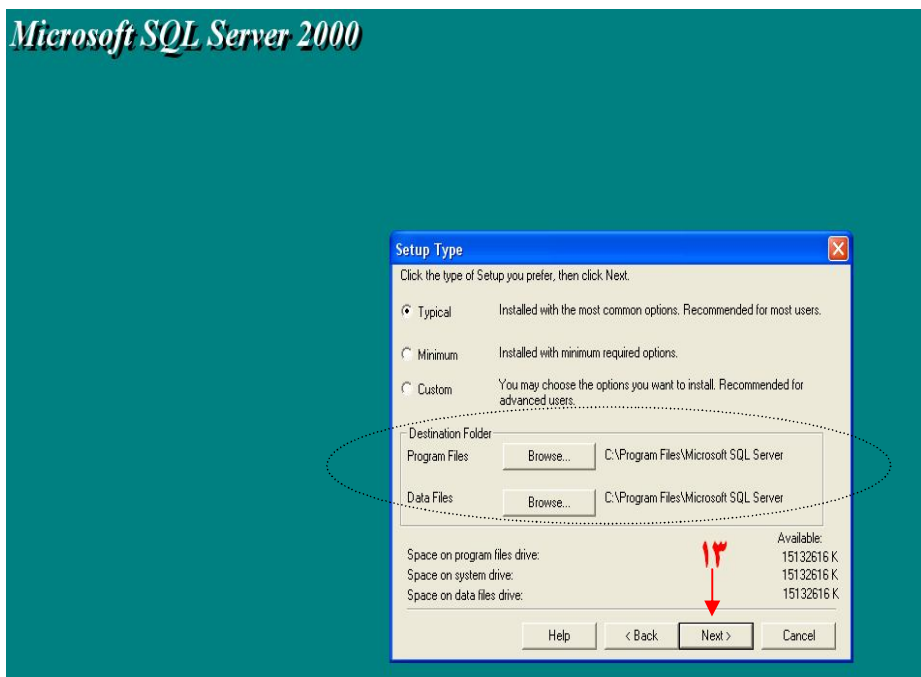 Microsoft SQL Server 2000
Setup Type
Click the type of Setup you prefer, then click Next.
Typical Installed with the most common options. Recommended for most users.
Minimum Installed with minimum required options.
Custom You may choose the options you want to install. Recommended for
advanced users.
Destination Folder
Program Files Browse... C:\Program Files\Microsoft SQL Server
Data Files Browse... C:\Program Files\Microsoft SQL Server
Available:
Space on program files drive: 15132616 K
Space on system drive: 15132616 K
Space on data files drive: 15132616 K
١٣
Help < Back Next > Cancel